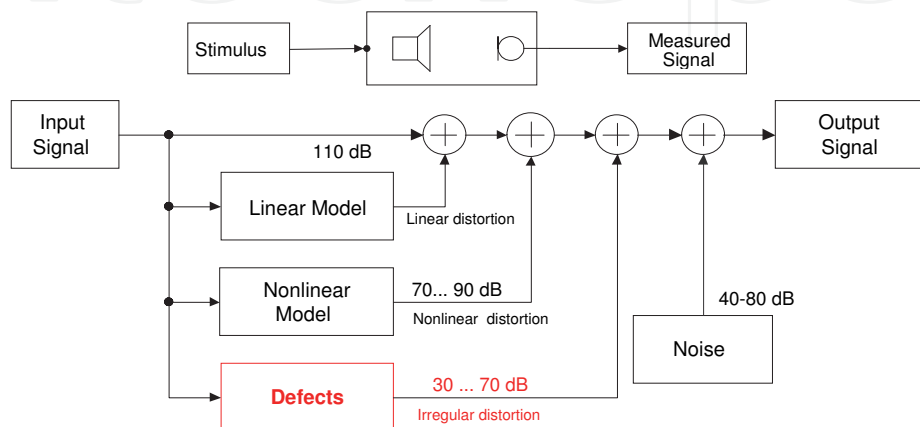 Stimulus
Measured
Signal
Input
Signal
110 dB
Output
Signal
Linear Model
Linear distortion
Nonlinear
Model
70... 90 dB
Nonlinear distortion
40-80 dB
Noise
Defects
30 ... 70 dB
Irregular distortion